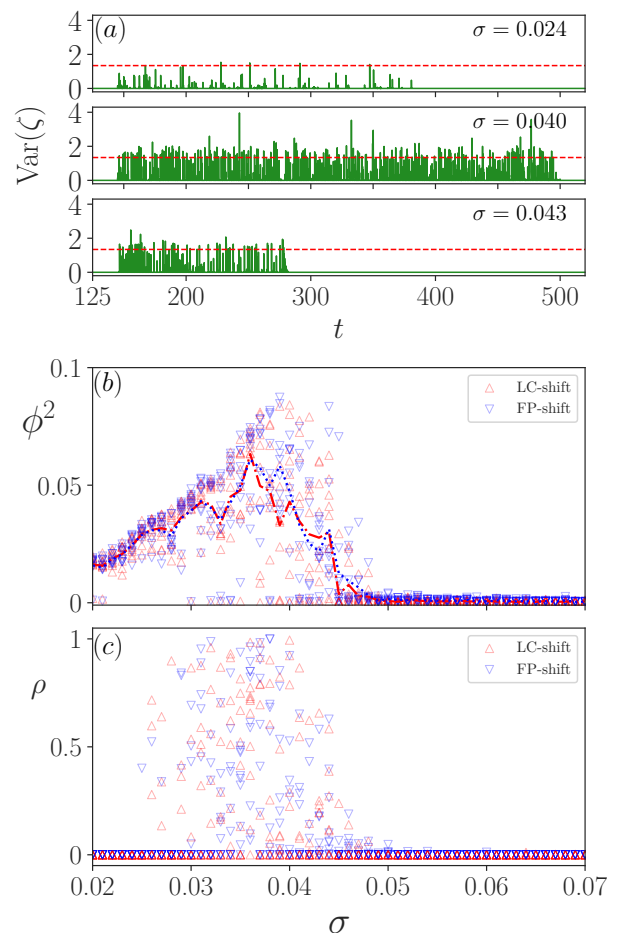 (a)
σ = 0.024
4
2
0
σ = 0.040
4
2
0
Var(ζ)
σ = 0.043
4
2
0
125 200 300 400 500
t
(b)
0.1
LC-shift
FP-shift
ϕ²
0.05
0
(c)
1
LC-shift
FP-shift
ρ
0.5
0
0.02 0.03 0.04 0.05 0.06 0.07
σ